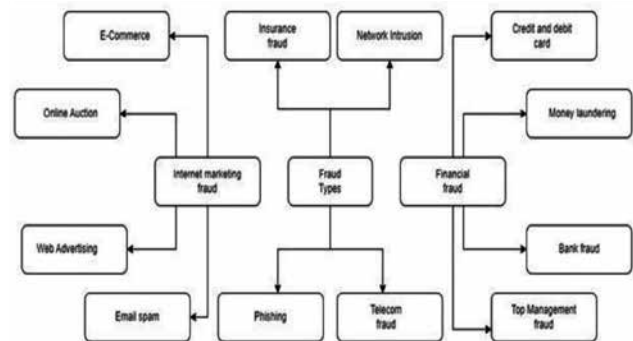 E-Commerce
Insurance
fraud
Network Intrusion
Credit and debit
card
Online Auction
Money laundering
Internet marketing
fraud
Fraud
Types
Financial
fraud
Web Advertising
Bank fraud
Email spam
Phishing
Telecom
fraud
Top Management
fraud